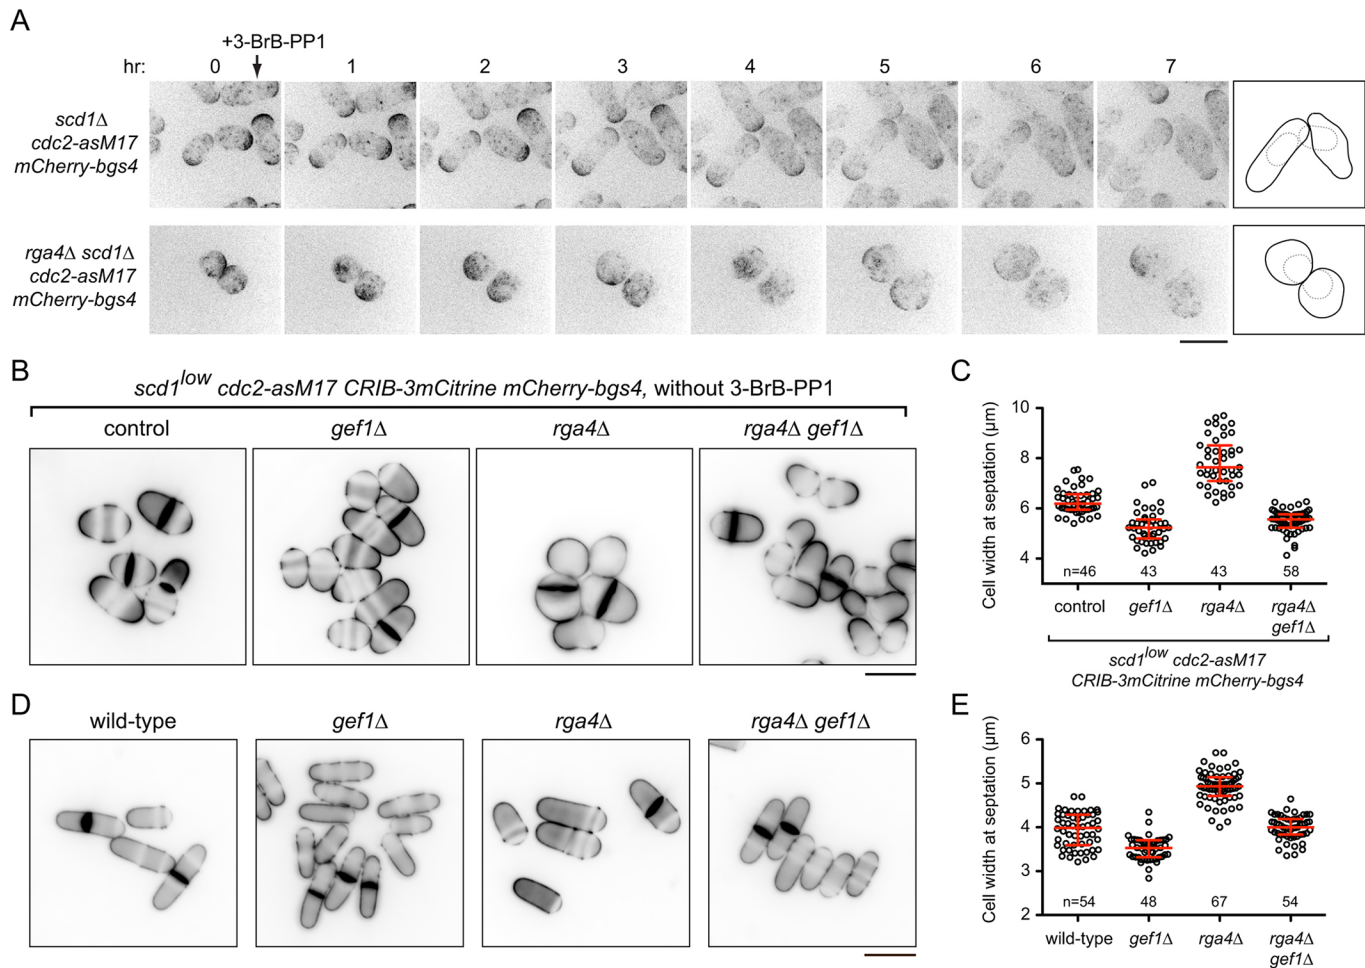 A
+3-BrB-PP1
hr: 0 1 2 3 4 5 6 7
scd1Δ
cdc2-asM17
mCherry-bgs4
rga4Δ scd1Δ
cdc2-asM17
mCherry-bgs4
B
scd1low cdc2-asM17 CRIB-3mCitrine mCherry-bgs4, without 3-BrB-PP1
control gef1Δ rga4Δ rga4Δ gef1Δ
C
Cell width at septation (µm)
10
8
6
4
n=46 43 43 58
control gef1Δ rga4Δ rga4Δ
gef1Δ
scd1low cdc2-asM17
CRIB-3mCitrine mCherry-bgs4
D
wild-type gef1Δ rga4Δ rga4Δ gef1Δ
E
Cell width at septation (µm)
6
5
4
3
2
n=54 48 67 54
wild-type gef1Δ rga4Δ rga4Δ
gef1Δ